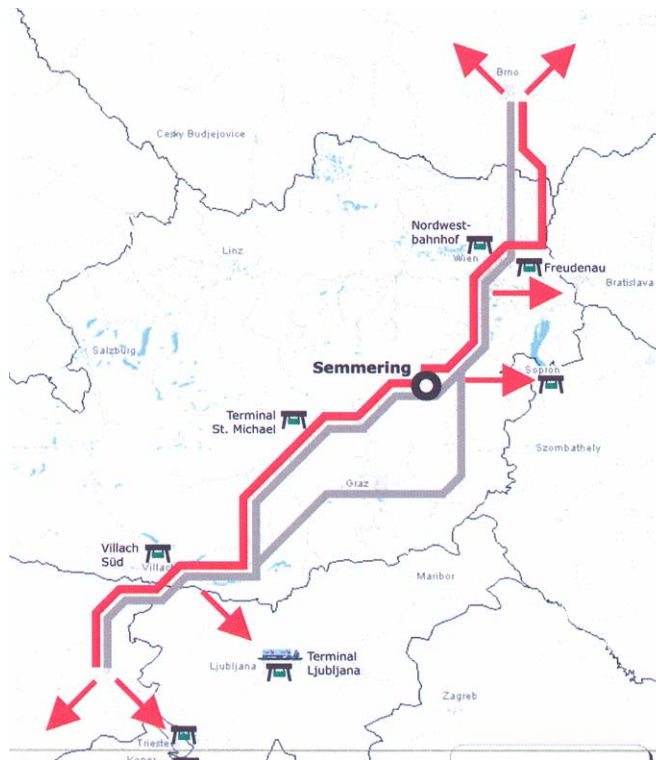 Brno
Cesky Budjejovice
Nordwest-
bahnhof
Linz
Wien
Freudenau
Bratislava
Salzburg
Semmering
Sopron
Terminal
St. Michael
Szombathely
Graz
Villach
Süd
Villach
Maribor
Ljubljana
Terminal
Ljubljana
Zagreb
Trieste
Koper